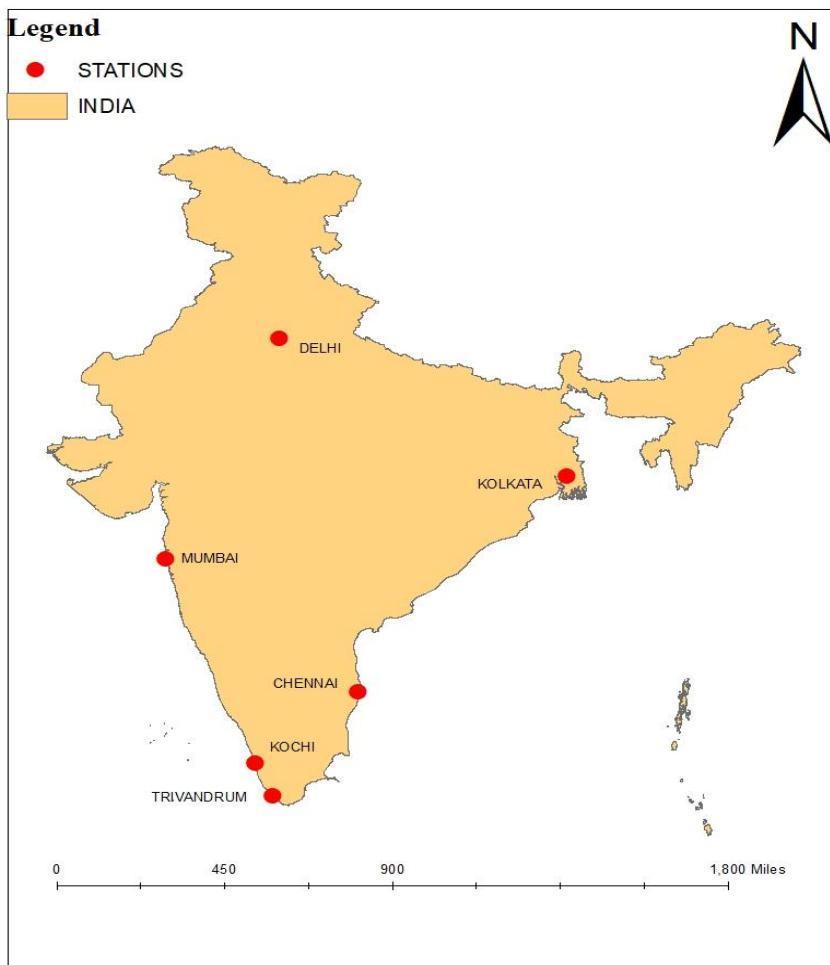 Legend
N
STATIONS
INDIA
DELHI
KOLKATA
MUMBAI
CHENNAI
KOCHI
TRIVANDRUM
0 450 900 1,800 Miles